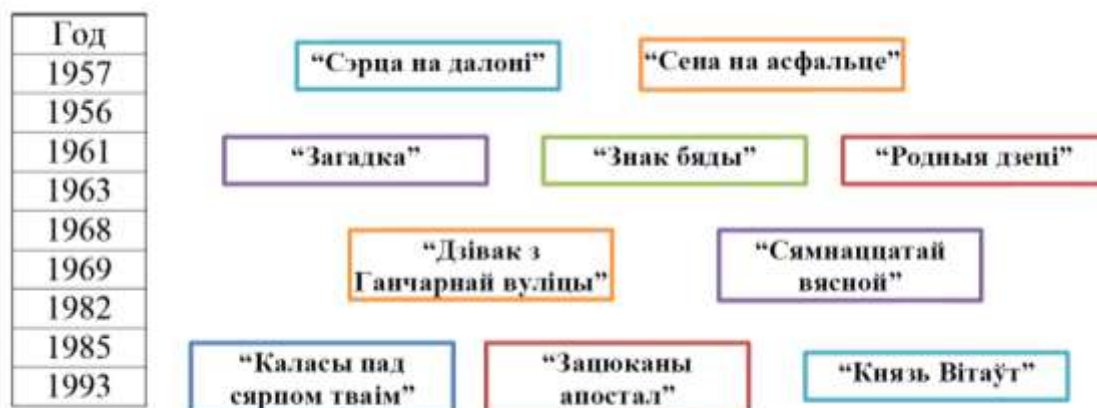 Год
1957
1956
1961
1963
1968
1969
1982
1985
1993
“Сэрца на далоні”
“Сена на асфальце”
“Загадка”
“Знак бяды”
“Родныя дзеці”
“Дзівак з
Ганчарнай вуліцы”
“Сямнаццатай
вясной”
“Каласы пад
сярпом тваім”
“Зацюканы
апостал”
“Князь Вітаўт”